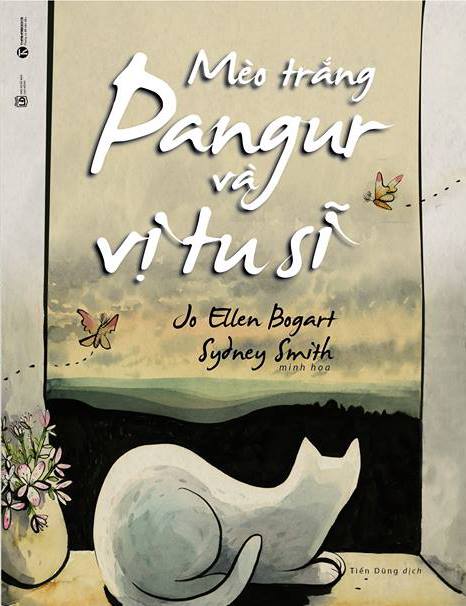 Mèo trắng
Pangur
và
vị tu sĩ
Jo Ellen Bogart
Sydney Smith
minh họa
Tiến Dũng dịch